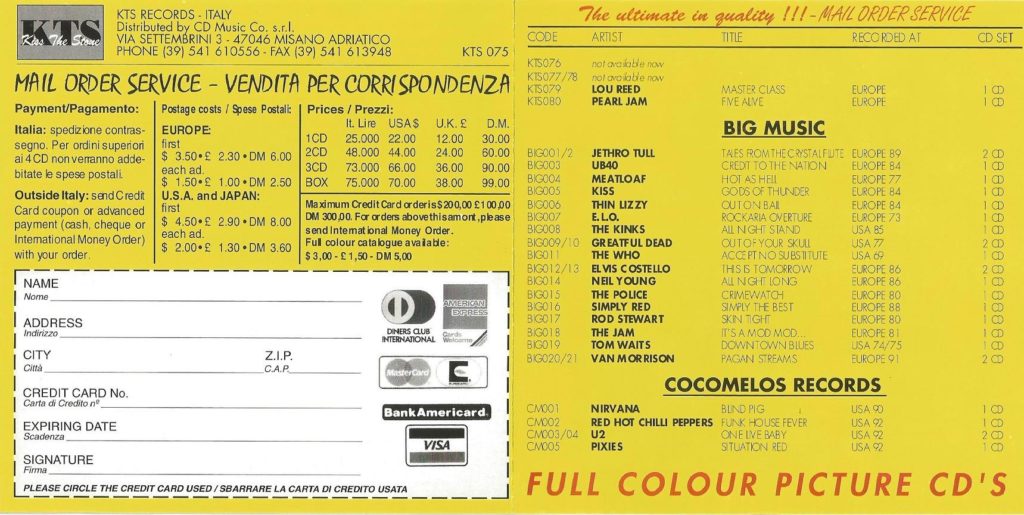 KTS
Kiss The Stone
KTS RECORDS - ITALY
Distributed by CD Music Co. s.r.l.
VIA SETTEMBRINI 3 - 47046 MISANO ADRIATICO
PHONE (39) 541 610556 - FAX (39) 541 613948
KTS 075
MAIL ORDER SERVICE - VENDITA PER CORRISPONDENZA
Payment/Pagamento:
Italia: spedizione contras-
segno. Per ordini superiori
ai 4 CD non verranno adde-
bitate le spese postali.
Outside Italy: send Credit
Card coupon or advanced
payment (cash, cheque or
International Money Order)
with your order.
Postage costs / Spese Postali:
EUROPE:
first
$ 3.50 • £ 2.30 • DM 6.00
each ad.
$ 1.50 • £ 1.00 • DM 2.50
U.S.A. and JAPAN:
first
$ 4.50 • £ 2.90 • DM 8.00
each ad.
$ 2.00 • £ 1.30 • DM 3.60
Prices / Prezzi:
It. Lire USA$ U.K. £ D.M.
1CD 25.000 22.00 12.00 30.00
2CD 48.000 44.00 24.00 60.00
3CD 73.000 66.00 36.00 90.00
BOX 75.000 70.00 38.00 99.00
Maximum Credit Card order is $ 200,00 £ 100,00
DM 300,00. For orders above this amont, please
send International Money Order.
Full colour catalogue available:
$ 3,00 - £ 1,50 - DM 5,00
NAME
Nome
ADDRESS
Indirizzo
CITY Z.I.P.
Città C.A.P.
CREDIT CARD No.
Carta di Credito nº
EXPIRING DATE
Scadenza
SIGNATURE
Firma
DINERS CLUB
INTERNATIONAL
AMERICAN
EXPRESS
Cards
Welcome
MasterCard
BankAmericard
VISA
PLEASE CIRCLE THE CREDIT CARD USED / SBARRARE LA CARTA DI CREDITO USATA
The ultimate in quality !!! - MAIL ORDER SERVICE
CODE ARTIST TITLE RECORDED AT CD SET
KTS076 not available now
KTS077/78 not available now
KTS079 LOU REED MASTER CLASS EUROPE 1 CD
KTS080 PEARL JAM FIVE ALIVE EUROPE 1 CD
BIG MUSIC
BIG001/2 JETHRO TULL TALES FROM THE CRYSTAL FLUTE EUROPE 89 2 CD
BIG003 UB40 CREDIT TO THE NATION EUROPE 84 1 CD
BIG004 MEATLOAF HOT AS HELL EUROPE 77 1 CD
BIG005 KISS GODS OF THUNDER EUROPE 84 1 CD
BIG006 THIN LIZZY OUT ON BAIL EUROPE 84 1 CD
BIG007 E.L.O. ROCKARIA OVERTURE EUROPE 73 1 CD
BIG008 THE KINKS ALL NIGHT STAND USA 85 1 CD
BIG009/10 GREATFUL DEAD OUT OF YOUR SKULL USA 77 2 CD
BIG011 THE WHO ACCEPT NO SUBSTITUTE USA 69 1 CD
BIG012/13 ELVIS COSTELLO THIS IS TOMORROW EUROPE 86 2 CD
BIG014 NEIL YOUNG ALL NIGHT LONG EUROPE 86 1 CD
BIG015 THE POLICE CRIMEWATCH EUROPE 80 1 CD
BIG016 SIMPLY RED SIMPLY THE BEST EUROPE 88 1 CD
BIG017 ROD STEWART SKIN TIGHT EUROPE 80 1 CD
BIG018 THE JAM IT'S A MOD MOD... EUROPE 81 1 CD
BIG019 TOM WAITS DOWNTOWN BLUES USA 74/75 1 CD
BIG020/21 VAN MORRISON PAGAN STREAMS EUROPE 91 2 CD
COCOMELOS RECORDS
CM001 NIRVANA BLIND PIG USA 90 1 CD
CM002 RED HOT CHILLI PEPPERS FUNK HOUSE FEVER USA 92 1 CD
CM003/04 U2 ONE LIVE BABY USA 92 2 CD
CM005 PIXIES SITUATION RED USA 92 1 CD
FULL COLOUR PICTURE CD'S